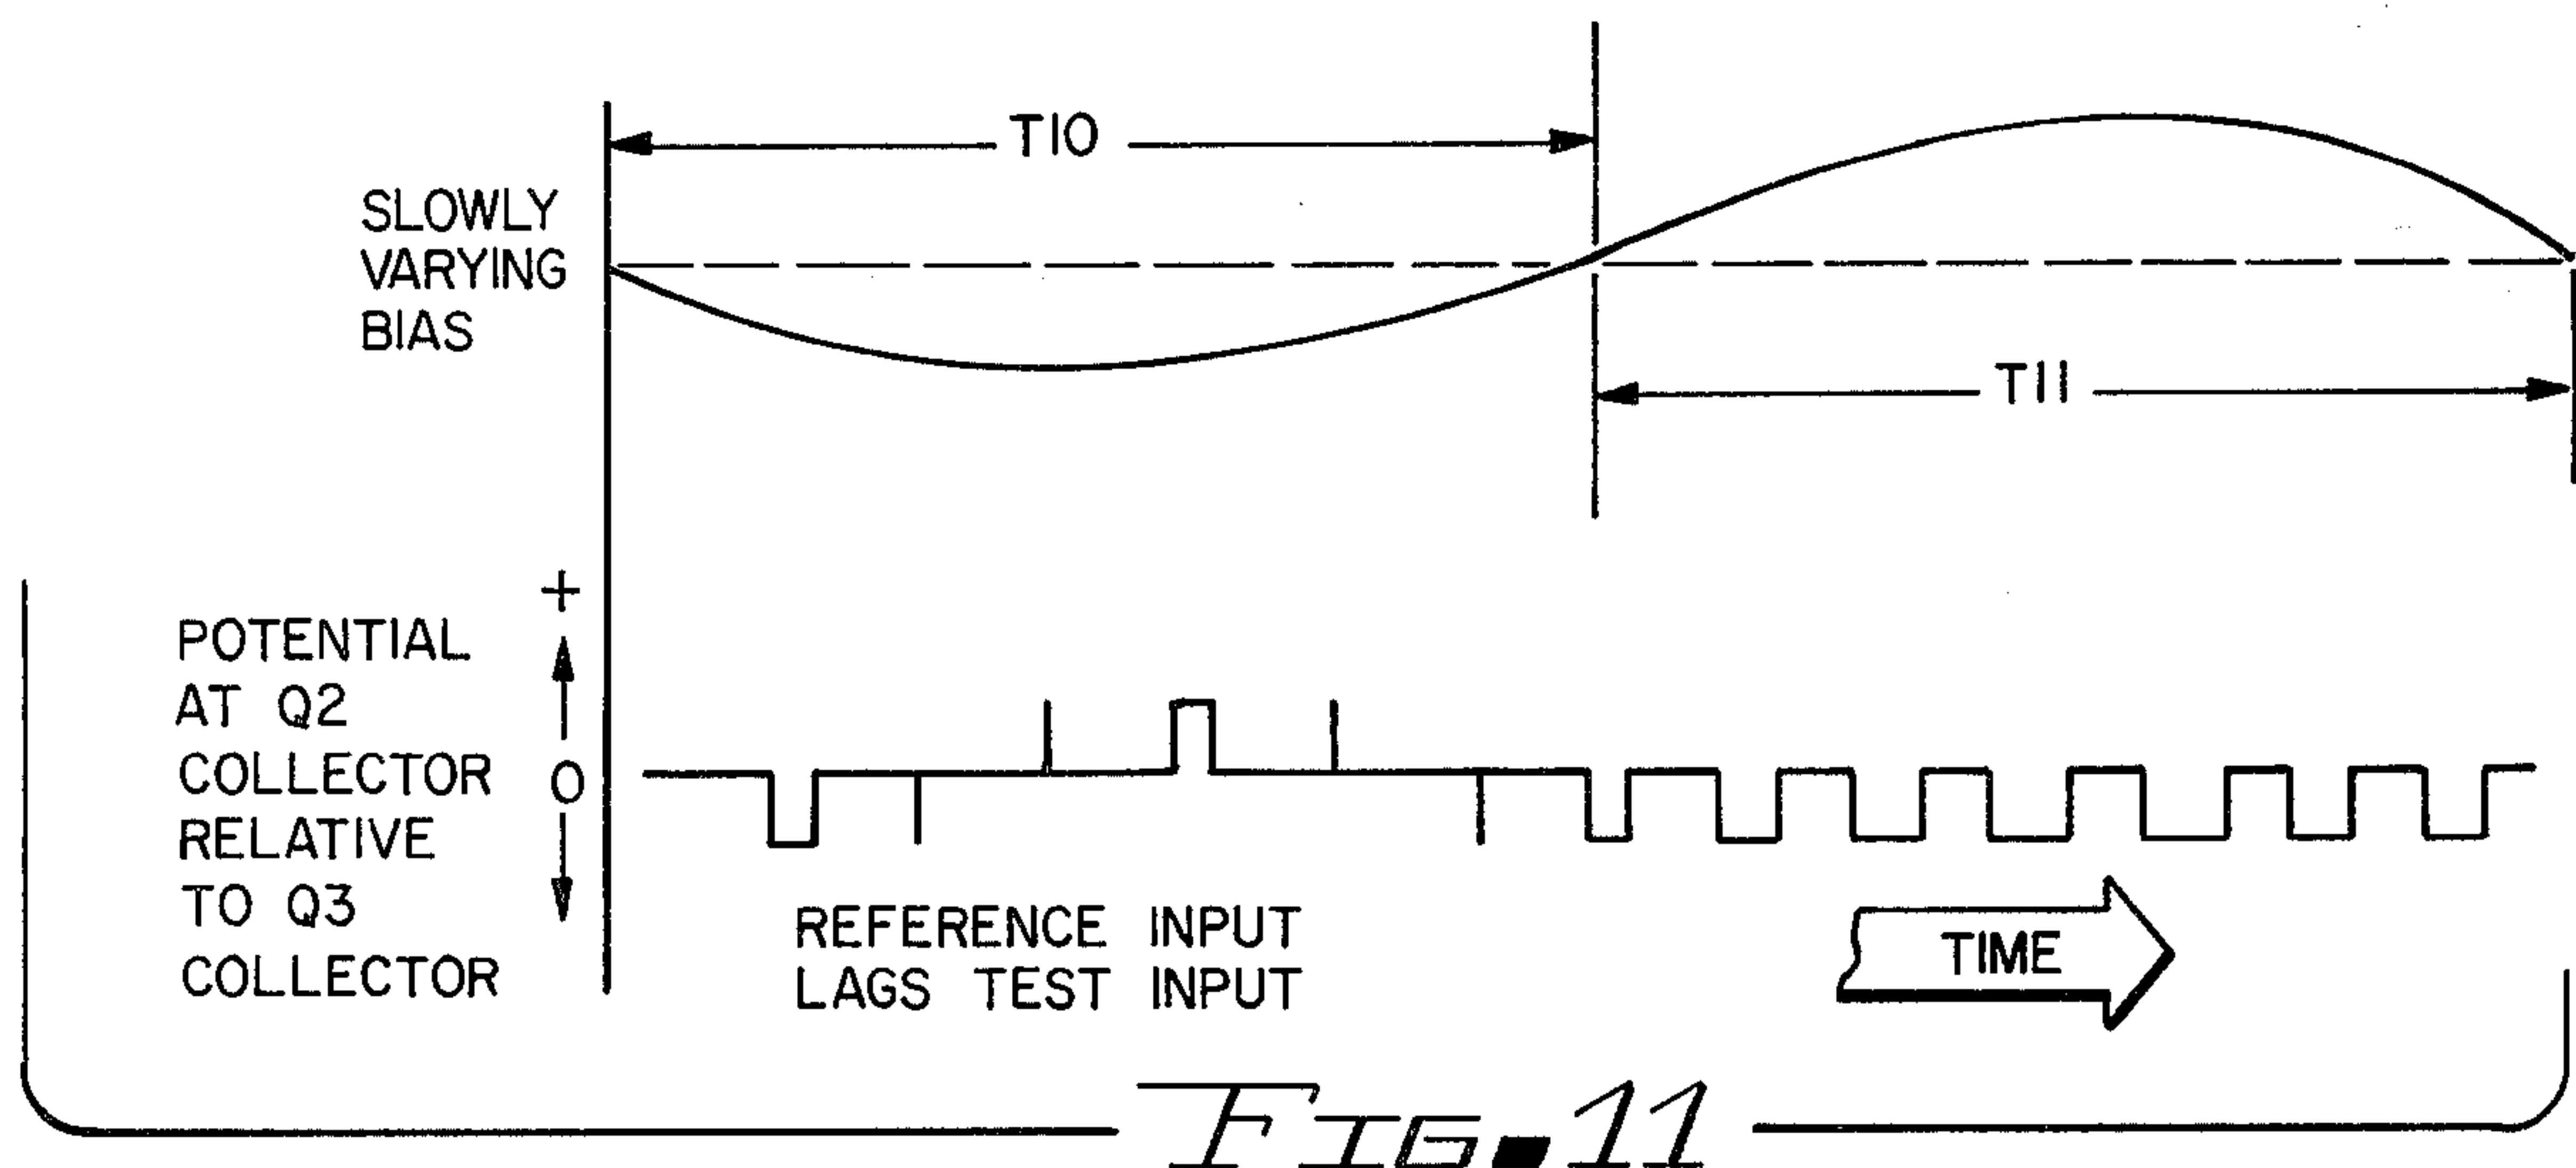 T10
SLOWLY
VARYING
BIAS
T11
+
POTENTIAL
AT Q2
COLLECTOR
RELATIVE
TO Q3
COLLECTOR
0
REFERENCE INPUT
LAGS TEST INPUT
TIME
FIG. 11